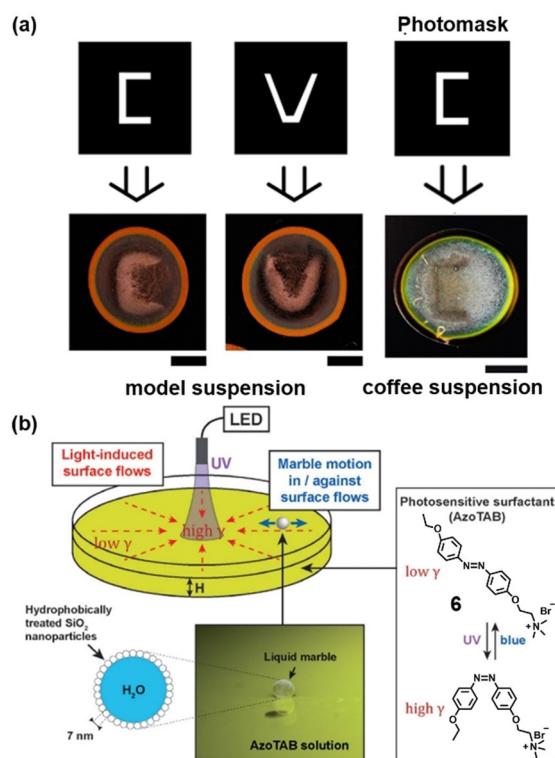 (a)
Photomask
model suspension
coffee suspension
(b)
LED
UV
Light-induced
surface flows
Marble motion
in / against
surface flows
low γ
high γ
H
Hydrophobically
treated SiO₂
nanoparticles
H₂O
7 nm
Liquid marble
AzoTAB solution
Photosensitive surfactant
(AzoTAB)
low γ
O
N=N
O
Br⁻
N
+
6
UV
blue
high γ
N=N
O
O
Br⁻
N
+